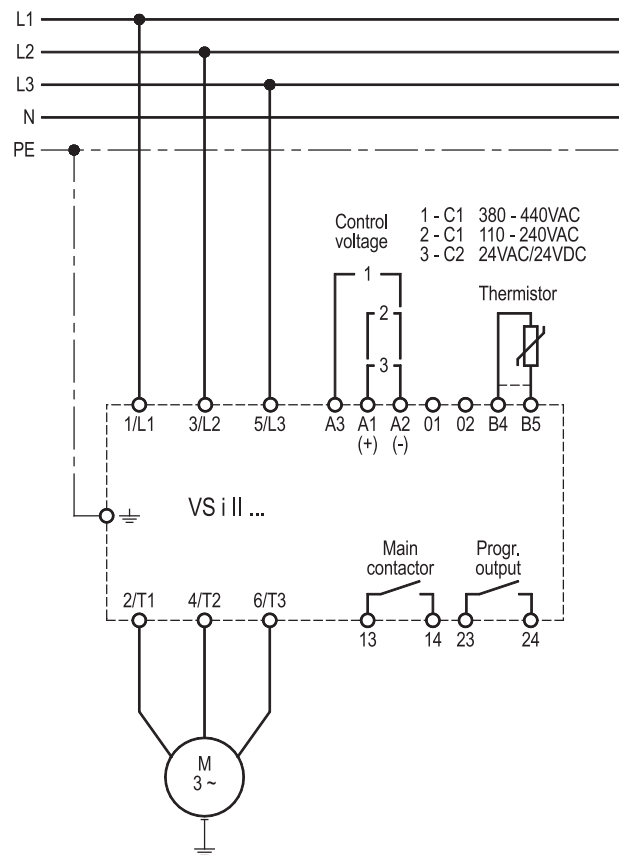 L1
L2
L3
N
PE
Control
voltage
1 - C1 380 - 440VAC
2 - C1 110 - 240VAC
3 - C2 24VAC/24VDC
1
2
3
Thermistor
1/L1 3/L2 5/L3 A3 A1 A2 01 02 B4 B5
(+) (-)
VS i II ...
Main
contactor
Progr.
output
2/T1 4/T2 6/T3
13 14 23 24
M
3 ~